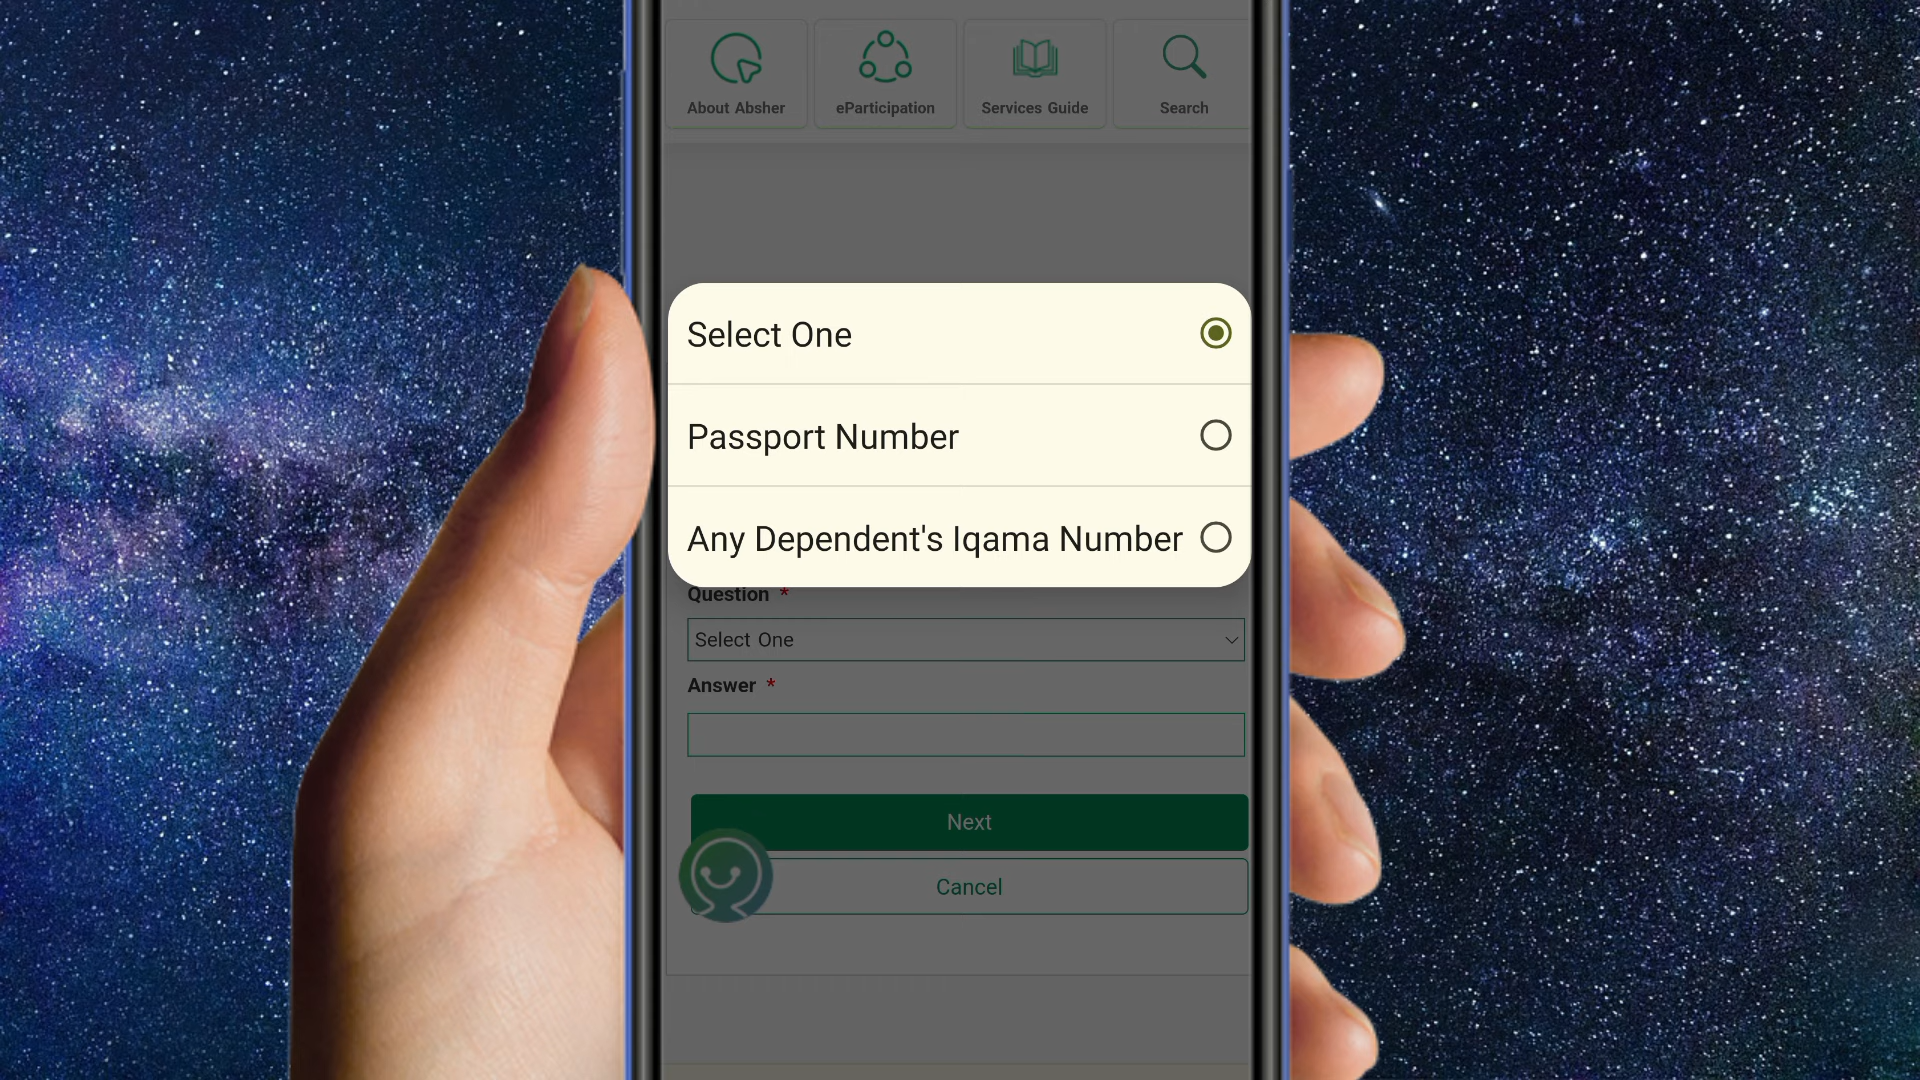 About Absher
eParticipation
Services Guide
Search
Select One
Passport Number
Any Dependent's Iqama Number
Question *
Select One
Answer *
Next
Cancel